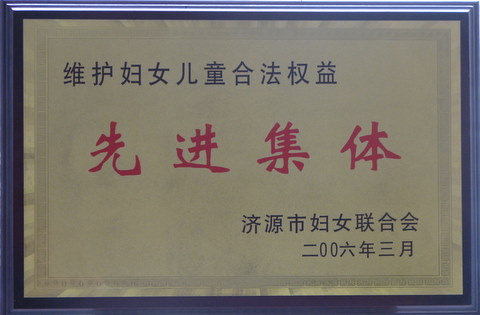 维护妇女儿童合法权益
先进集体
济源市妇女联合会
二00六年三月